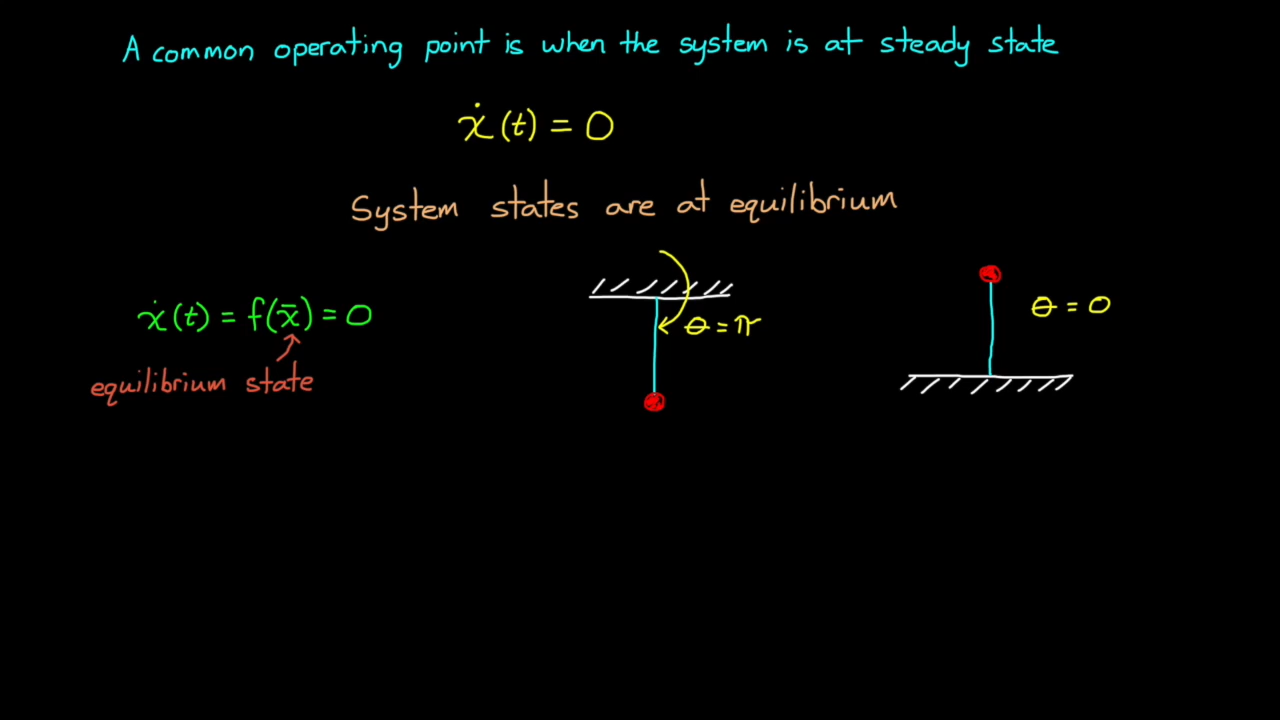 A common operating point is when the system is at steady state
ẋ(t) = 0
System states are at equilibrium
ẋ(t) = f(x̄) = 0
equilibrium state
θ = π
θ = 0